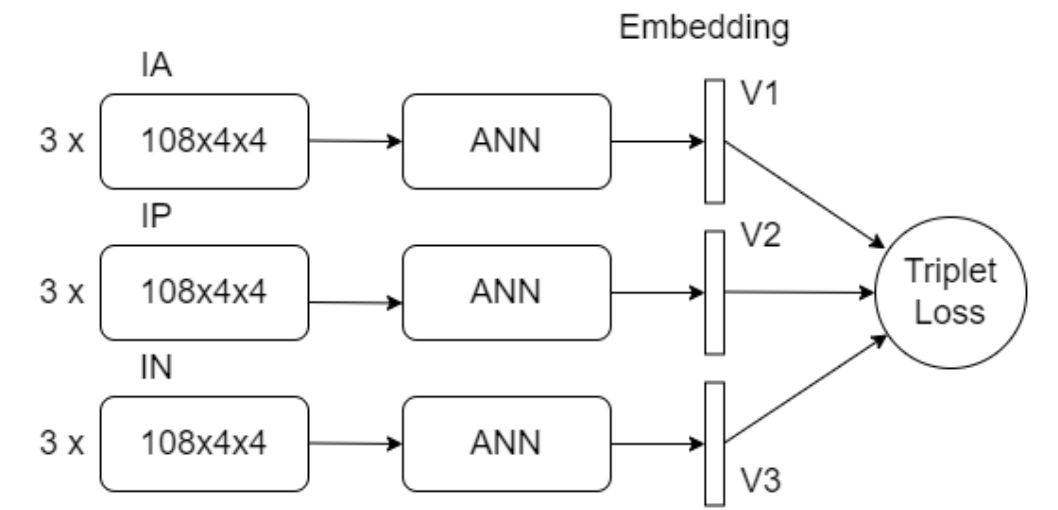 Embedding
IA
V1
3 x 108x4x4 ANN
IP
V2
3 x 108x4x4 ANN
Triplet
Loss
IN
3 x 108x4x4 ANN
V3